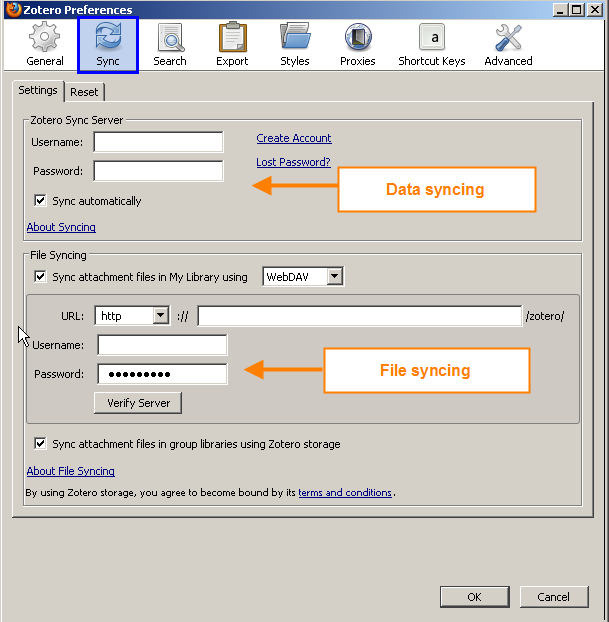 Zotero Preferences
General Sync Search Export Styles Proxies Shortcut Keys Advanced
a
Settings Reset
Zotero Sync Server
Username: Create Account
Password: Lost Password?
Data syncing
Sync automatically
About Syncing
File Syncing
Sync attachment files in My Library using WebDAV
URL: http :// /zotero/
Username:
Password: ●●●●●●●●●
File syncing
Verify Server
Sync attachment files in group libraries using Zotero storage
About File Syncing
By using Zotero storage, you agree to become bound by its terms and conditions.
OK Cancel